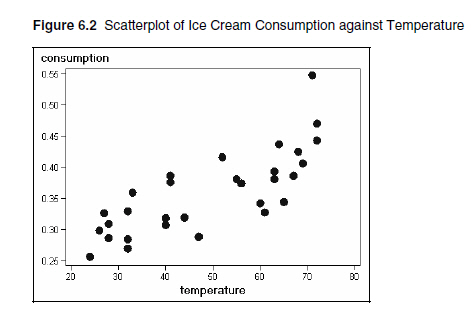 Figure 6.2 Scatterplot of Ice Cream Consumption against Temperature
consumption
0.55
0.50
0.45
0.40
0.35
0.30
0.25
20 30 40 50 60 70 80
temperature